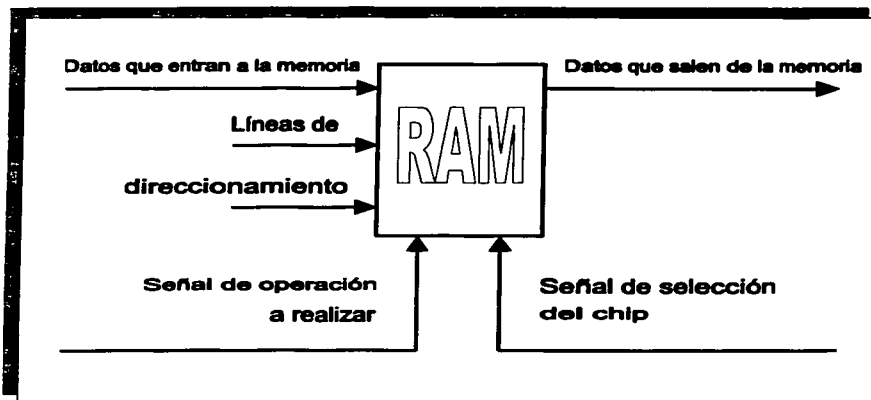 Datos que entran a la memoria
Datos que salen de la memoria
Líneas de
RAM
direccionamiento
Señal de operación
a realizar
Señal de selección
del chip